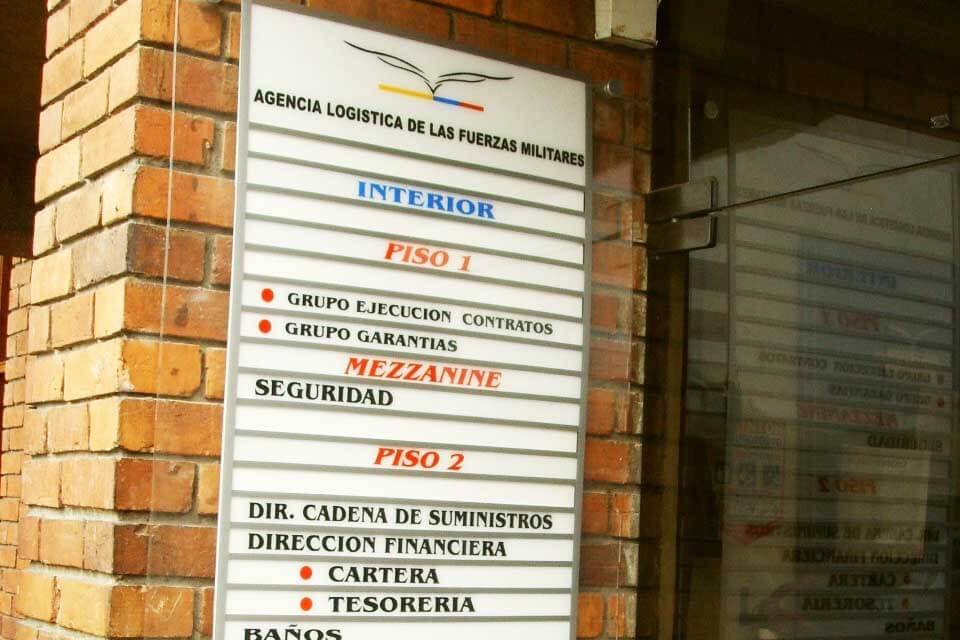 AGENCIA LOGISTICA DE LAS FUERZAS MILITARES
INTERIOR
PISO 1
GRUPO EJECUCION CONTRATOS
GRUPO GARANTIAS
MEZZANINE
SEGURIDAD
PISO 2
DIR. CADENA DE SUMINISTROS
DIRECCION FINANCIERA
CARTERA
TESORERIA
BAÑOS